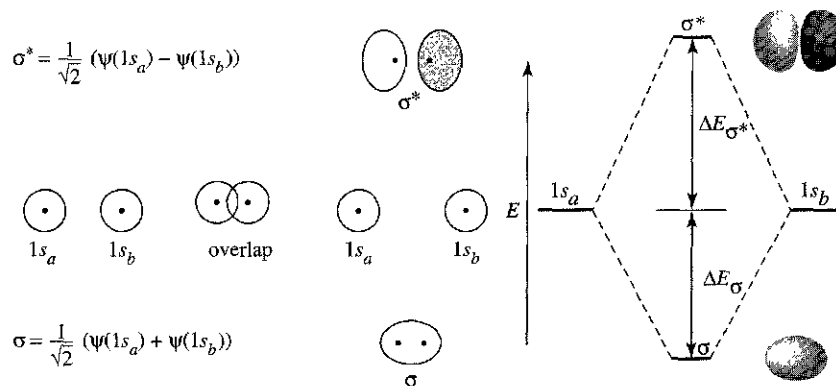 σ* = 1/√2 (ψ(1s_a) − ψ(1s_b))
σ*
1s_a
1s_b
overlap
1s_a
1s_b
σ = 1/√2 (ψ(1s_a) + ψ(1s_b))
σ
E
σ*
ΔE_σ*
1s_a
1s_b
ΔE_σ
σ